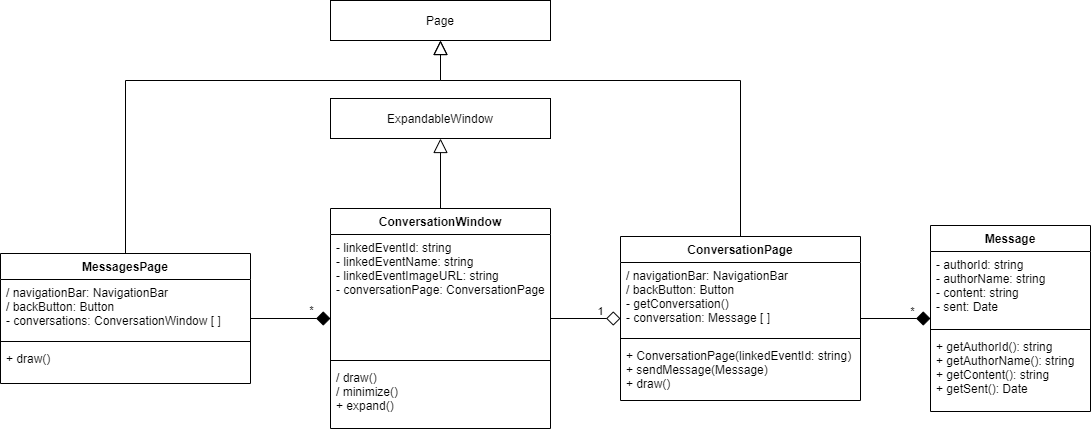 Page
ExpandableWindow
MessagesPage
/ navigationBar: NavigationBar
/ backButton: Button
- conversations: ConversationWindow [ ]
+ draw()
*
ConversationWindow
- linkedEventId: string
- linkedEventName: string
- linkedEventImageURL: string
- conversationPage: ConversationPage
/ draw()
/ minimize()
+ expand()
1
ConversationPage
/ navigationBar: NavigationBar
/ backButton: Button
- getConversation()
- conversation: Message [ ]
+ ConversationPage(linkedEventId: string)
+ sendMessage(Message)
+ draw()
*
Message
- authorId: string
- authorName: string
- content: string
- sent: Date
+ getAuthorId(): string
+ getAuthorName(): string
+ getContent(): string
+ getSent(): Date